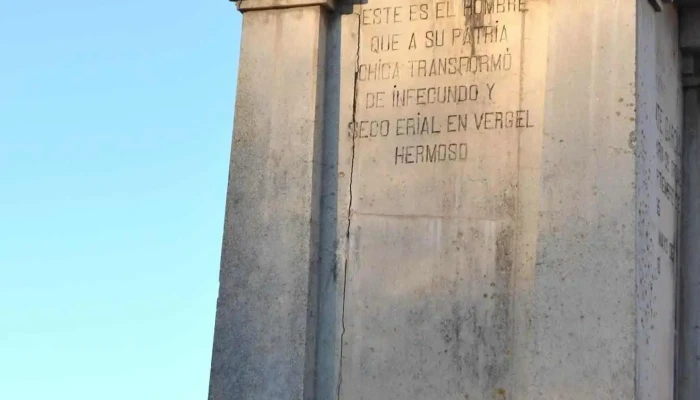 ESTE ES EL HOMBRE
QUE A SU PATRIA
CHICA TRANSFORMÓ
DE INFECUNDO Y
SECO ERIAL EN VERGEL
HERMOSO